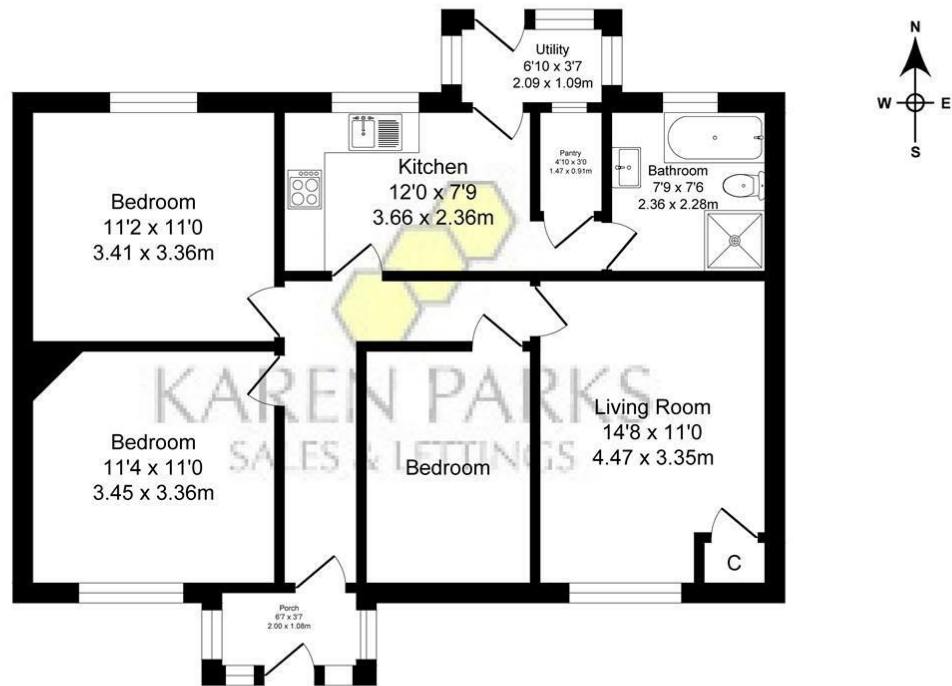 Utility
6'10 x 3'7
2.09 x 1.09m
N
W E
S
Bedroom
11'2 x 11'0
3.41 x 3.36m
Kitchen
12'0 x 7'9
3.66 x 2.36m
Pantry
4'10 x 3'0
1.47 x 0.91m
Bathroom
7'9 x 7'6
2.36 x 2.28m
KAREN PARKS
SALES & LETTINGS
Bedroom
11'4 x 11'0
3.45 x 3.36m
Bedroom
Living Room
14'8 x 11'0
4.47 x 3.35m
C
Porch
6'7 x 3'7
2.00 x 1.08m